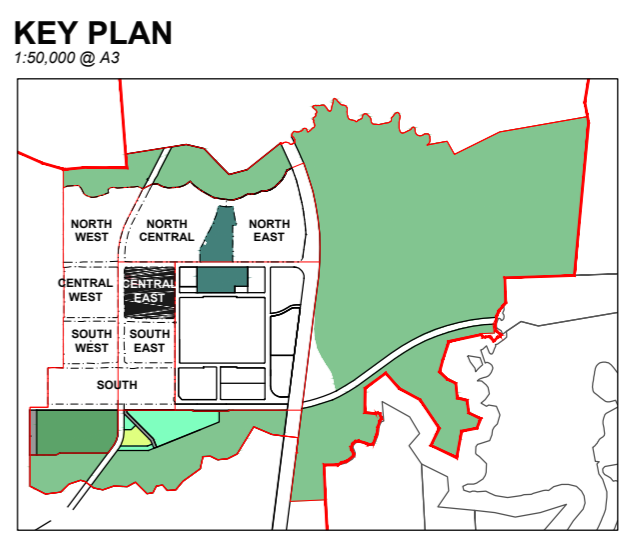 KEY PLAN
1:50,000 @ A3
NORTH
WEST
NORTH
CENTRAL
NORTH
EAST
CENTRAL
WEST
CENTRAL
EAST
SOUTH
WEST
SOUTH
EAST
SOUTH